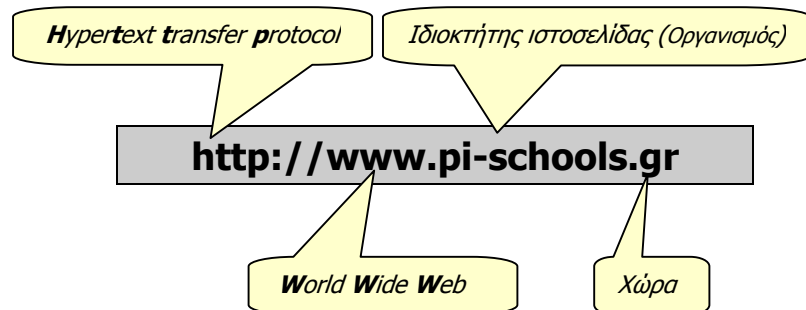 Hypertext transfer protocol
Ιδιοκτήτης ιστοσελίδας (Οργανισμός)
http://www.pi-schools.gr
World Wide Web
Χώρα